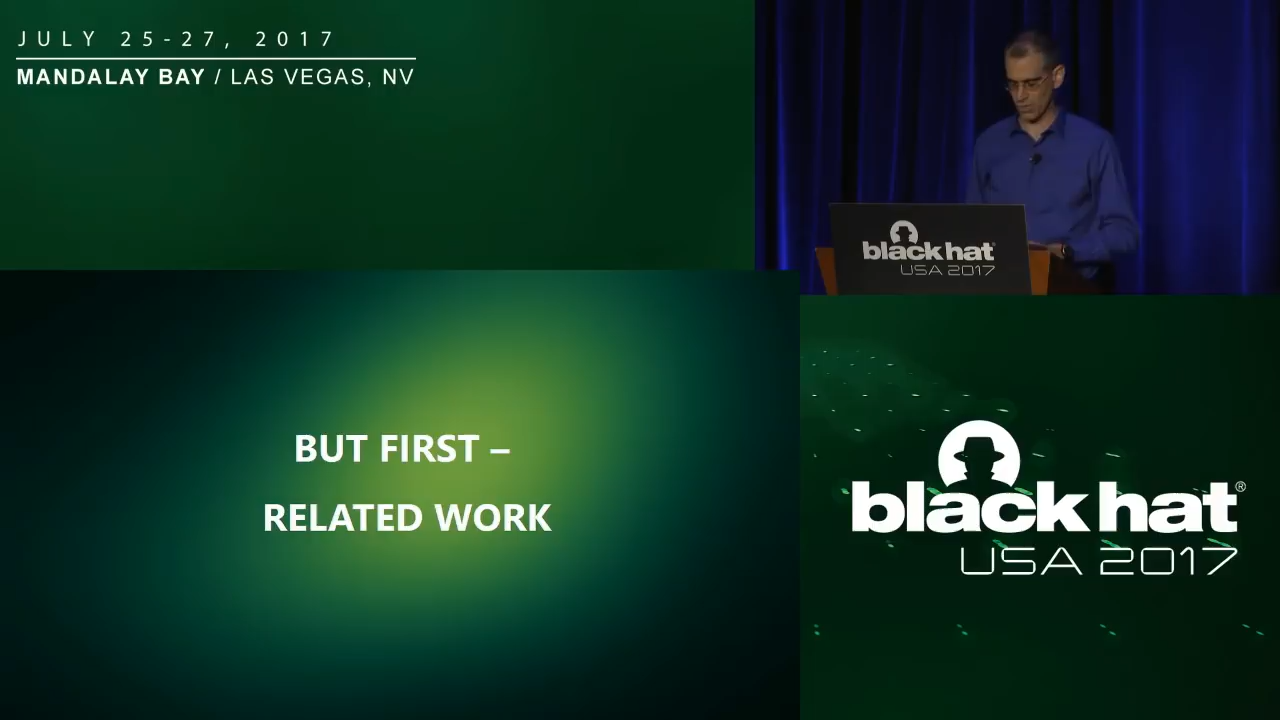 JULY 25-27, 2017
MANDALAY BAY / LAS VEGAS, NV
black hat
USA 2017
BUT FIRST –
RELATED WORK
black hat®
USA 2017